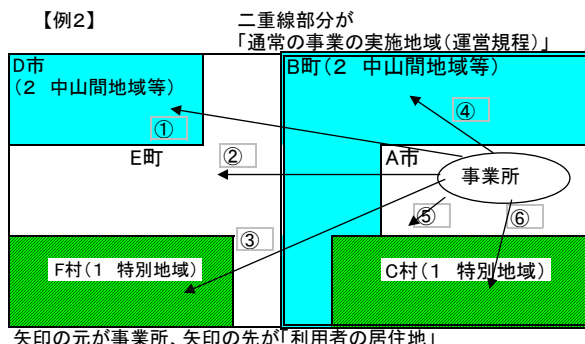 【例2】
二重線部分が
「通常の事業の実施地域(運営規程)」
D市
(2 中山間地域等)
B町(2 中山間地域等)
①
④
E町
②
A市
事業所
⑤
⑥
③
F村(1 特別地域)
C村(1 特別地域)
矢印の元が事業所、矢印の先が「利用者の居住地」